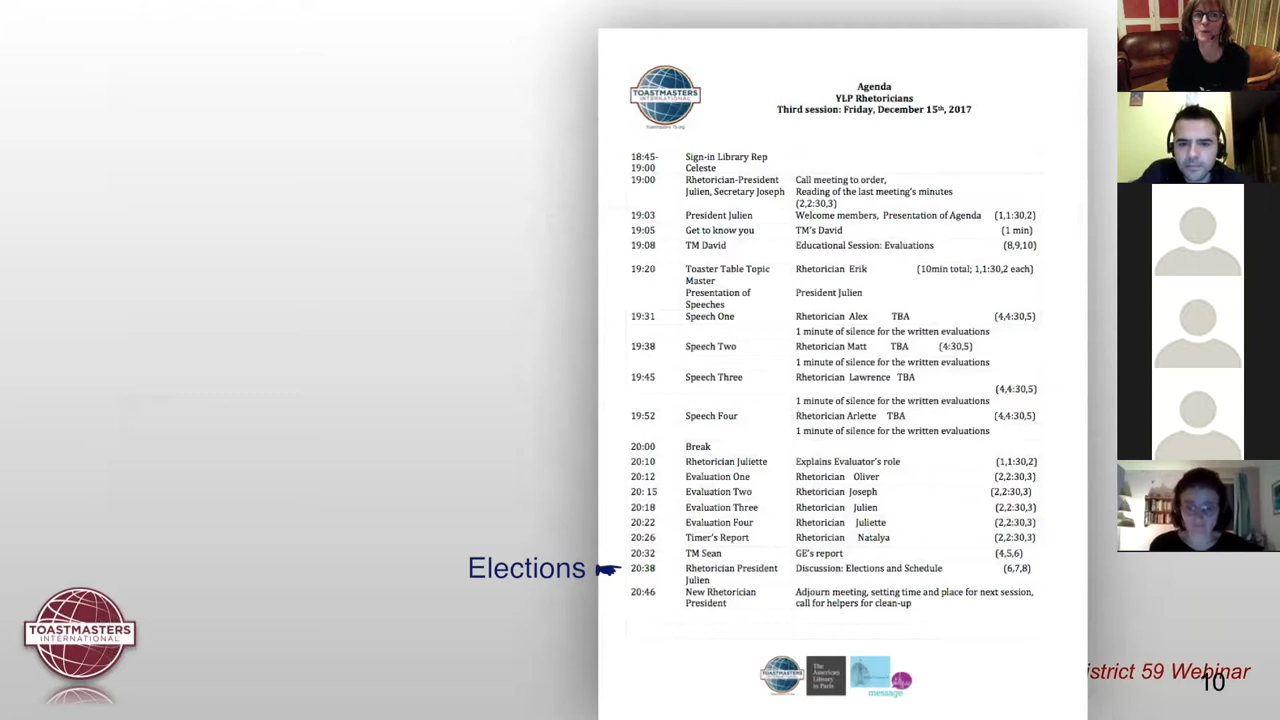 TOASTMASTERS
INTERNATIONAL
Agenda
YLP Rhetoricians
Third session: Friday, December 15th, 2017
18:45- Sign-in Library Rep
19:00 Celeste
19:00 Rhetorician-President Call meeting to order,
Julien, Secretary Joseph Reading of the last meeting's minutes
(2,2:30,3)
19:03 President Julien Welcome members, Presentation of Agenda (1,1:30,2)
19:05 Get to know you TM's David (1 min)
19:08 TM David Educational Session: Evaluations (8,9,10)
19:20 Toaster Table Topic Rhetorician Erik (10min total; 1,1:30,2 each)
Master
Presentation of President Julien
Speeches
19:31 Speech One Rhetorician Alex TBA (4,4:30,5)
1 minute of silence for the written evaluations
19:38 Speech Two Rhetorician Matt TBA (4:30,5)
1 minute of silence for the written evaluations
19:45 Speech Three Rhetorician Lawrence TBA
(4,4:30,5)
1 minute of silence for the written evaluations
19:52 Speech Four Rhetorician Arlette TBA (4,4:30,5)
1 minute of silence for the written evaluations
20:00 Break
20:10 Rhetorician Juliette Explains Evaluator's role (1,1:30,2)
20:12 Evaluation One Rhetorician Oliver (2,2:30,3)
20: 15 Evaluation Two Rhetorician Joseph (2,2:30,3)
20:18 Evaluation Three Rhetorician Julien (2,2:30,3)
20:22 Evaluation Four Rhetorician Juliette (2,2:30,3)
20:26 Timer's Report Rhetorician Natalya (2,2:30,3)
20:32 TM Sean GE's report (4,5,6)
Elections
20:38 Rhetorician President Discussion: Elections and Schedule (6,7,8)
Julien
20:46 New Rhetorician Adjourn meeting, setting time and place for next session,
President call for helpers for clean-up
TOASTMASTERS
INTERNATIONAL
TOASTMASTERS
The
American
Library
in Paris
message
istrict 59 Webinar
10